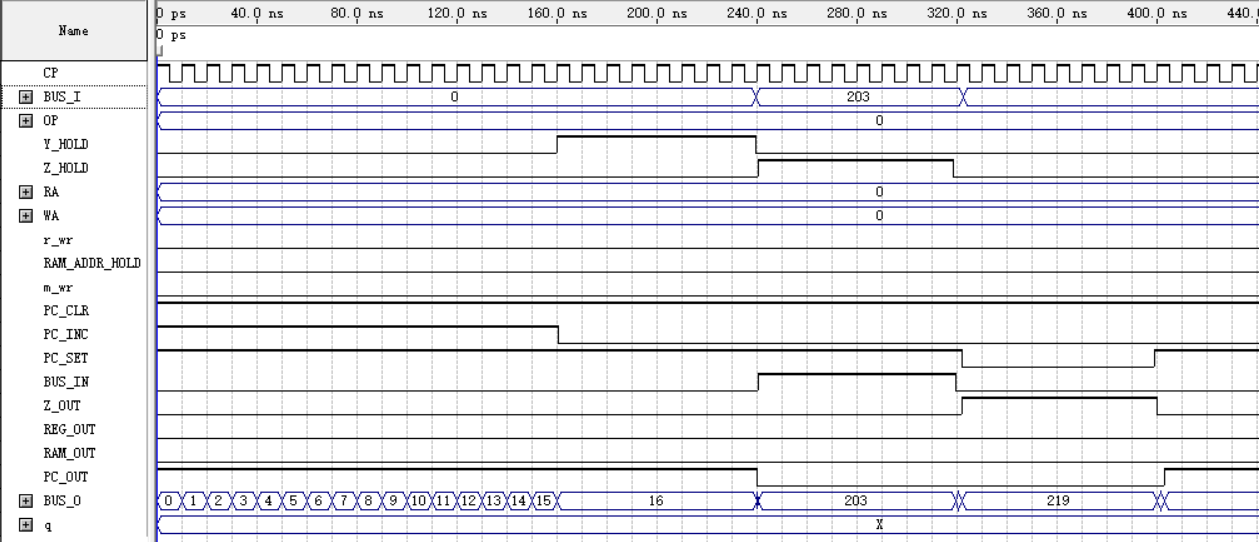 0 ps 40.0 ns 80.0 ns 120.0 ns 160.0 ns 200.0 ns 240.0 ns 320.0 ns 360.0 ns 400.0 ns 440.
Name
0 ps
CP
BUS_I 0 203
OP 0
Y_HOLD
Z_HOLD
RA 0
WA 0
r_wr
RAM_ADDR_HOLD
m_wr
PC_CLR
PC_INC
PC_SET
BUS_IN
Z_OUT
REG_OUT
RAM_OUT
PC_OUT
BUS_O 0 1 2 3 4 5 6 7 8 9 10 11 12 13 14 15 16 203 219
q X